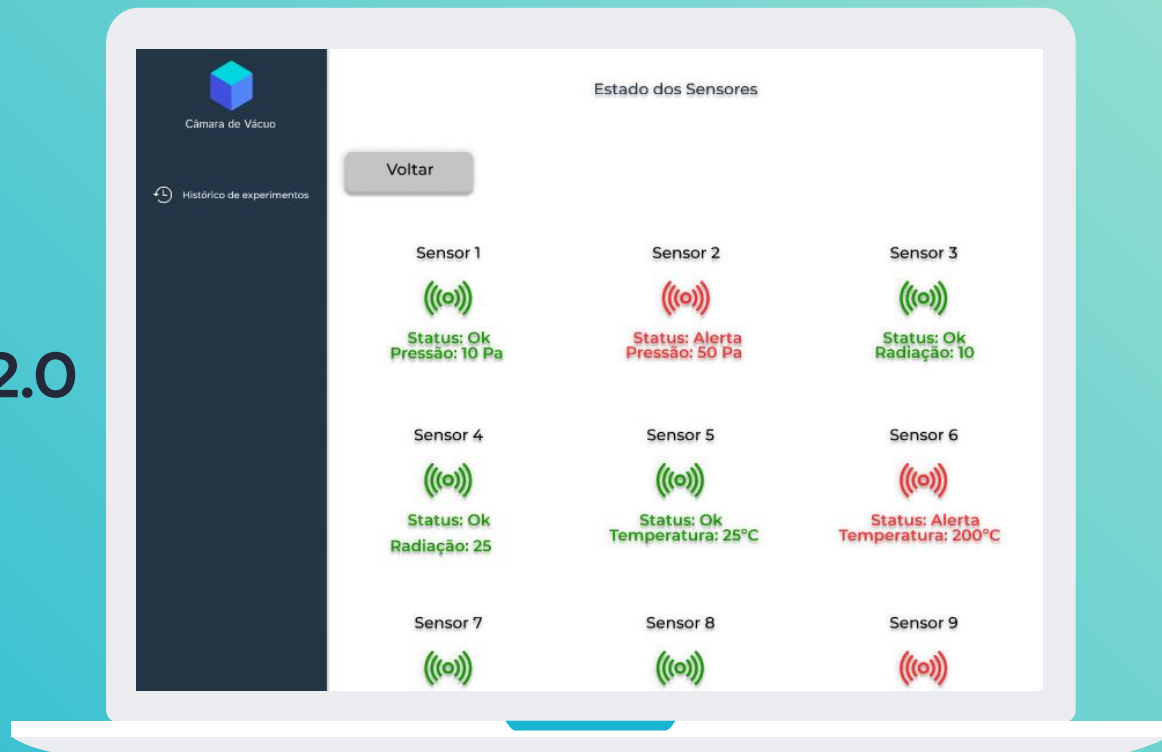 2.0
Câmara de Vácuo
Histórico de experimentos
Estado dos Sensores
Voltar
Sensor 1
Status: Ok
Pressão: 10 Pa
Sensor 2
Status: Alerta
Pressão: 50 Pa
Sensor 3
Status: Ok
Radiação: 10
Sensor 4
Status: Ok
Radiação: 25
Sensor 5
Status: Ok
Temperatura: 25°C
Sensor 6
Status: Alerta
Temperatura: 200°C
Sensor 7
Sensor 8
Sensor 9